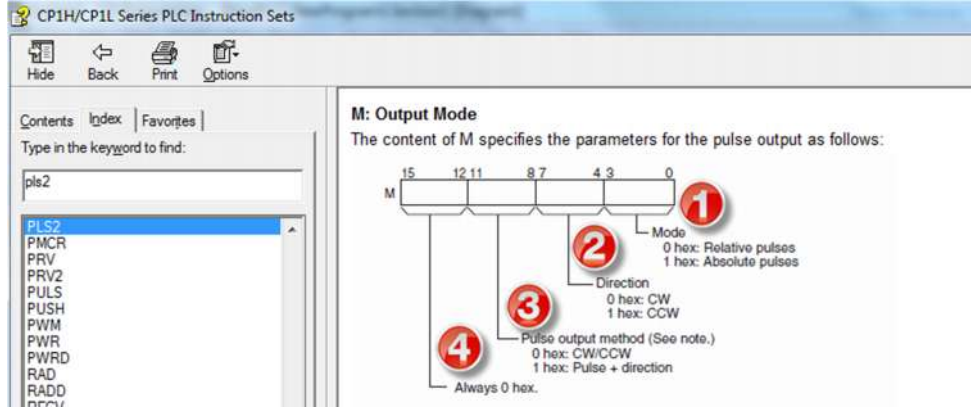 CP1H/CP1L Series PLC Instruction Sets
Hide Back Print Options
Contents Index Favorites
Type in the keyword to find:
pls2
PLS2
PMCR
PRV
PRV2
PULS
PUSH
PWM
PWR
PWRD
RAD
RADD
RECV
M: Output Mode
The content of M specifies the parameters for the pulse output as follows:
15 12 11 8 7 4 3 0
M
1
Mode
0 hex: Relative pulses
1 hex: Absolute pulses
2
Direction
0 hex: CW
1 hex: CCW
3
Pulse output method (See note.)
0 hex: CW/CCW
1 hex: Pulse + direction
4
Always 0 hex.